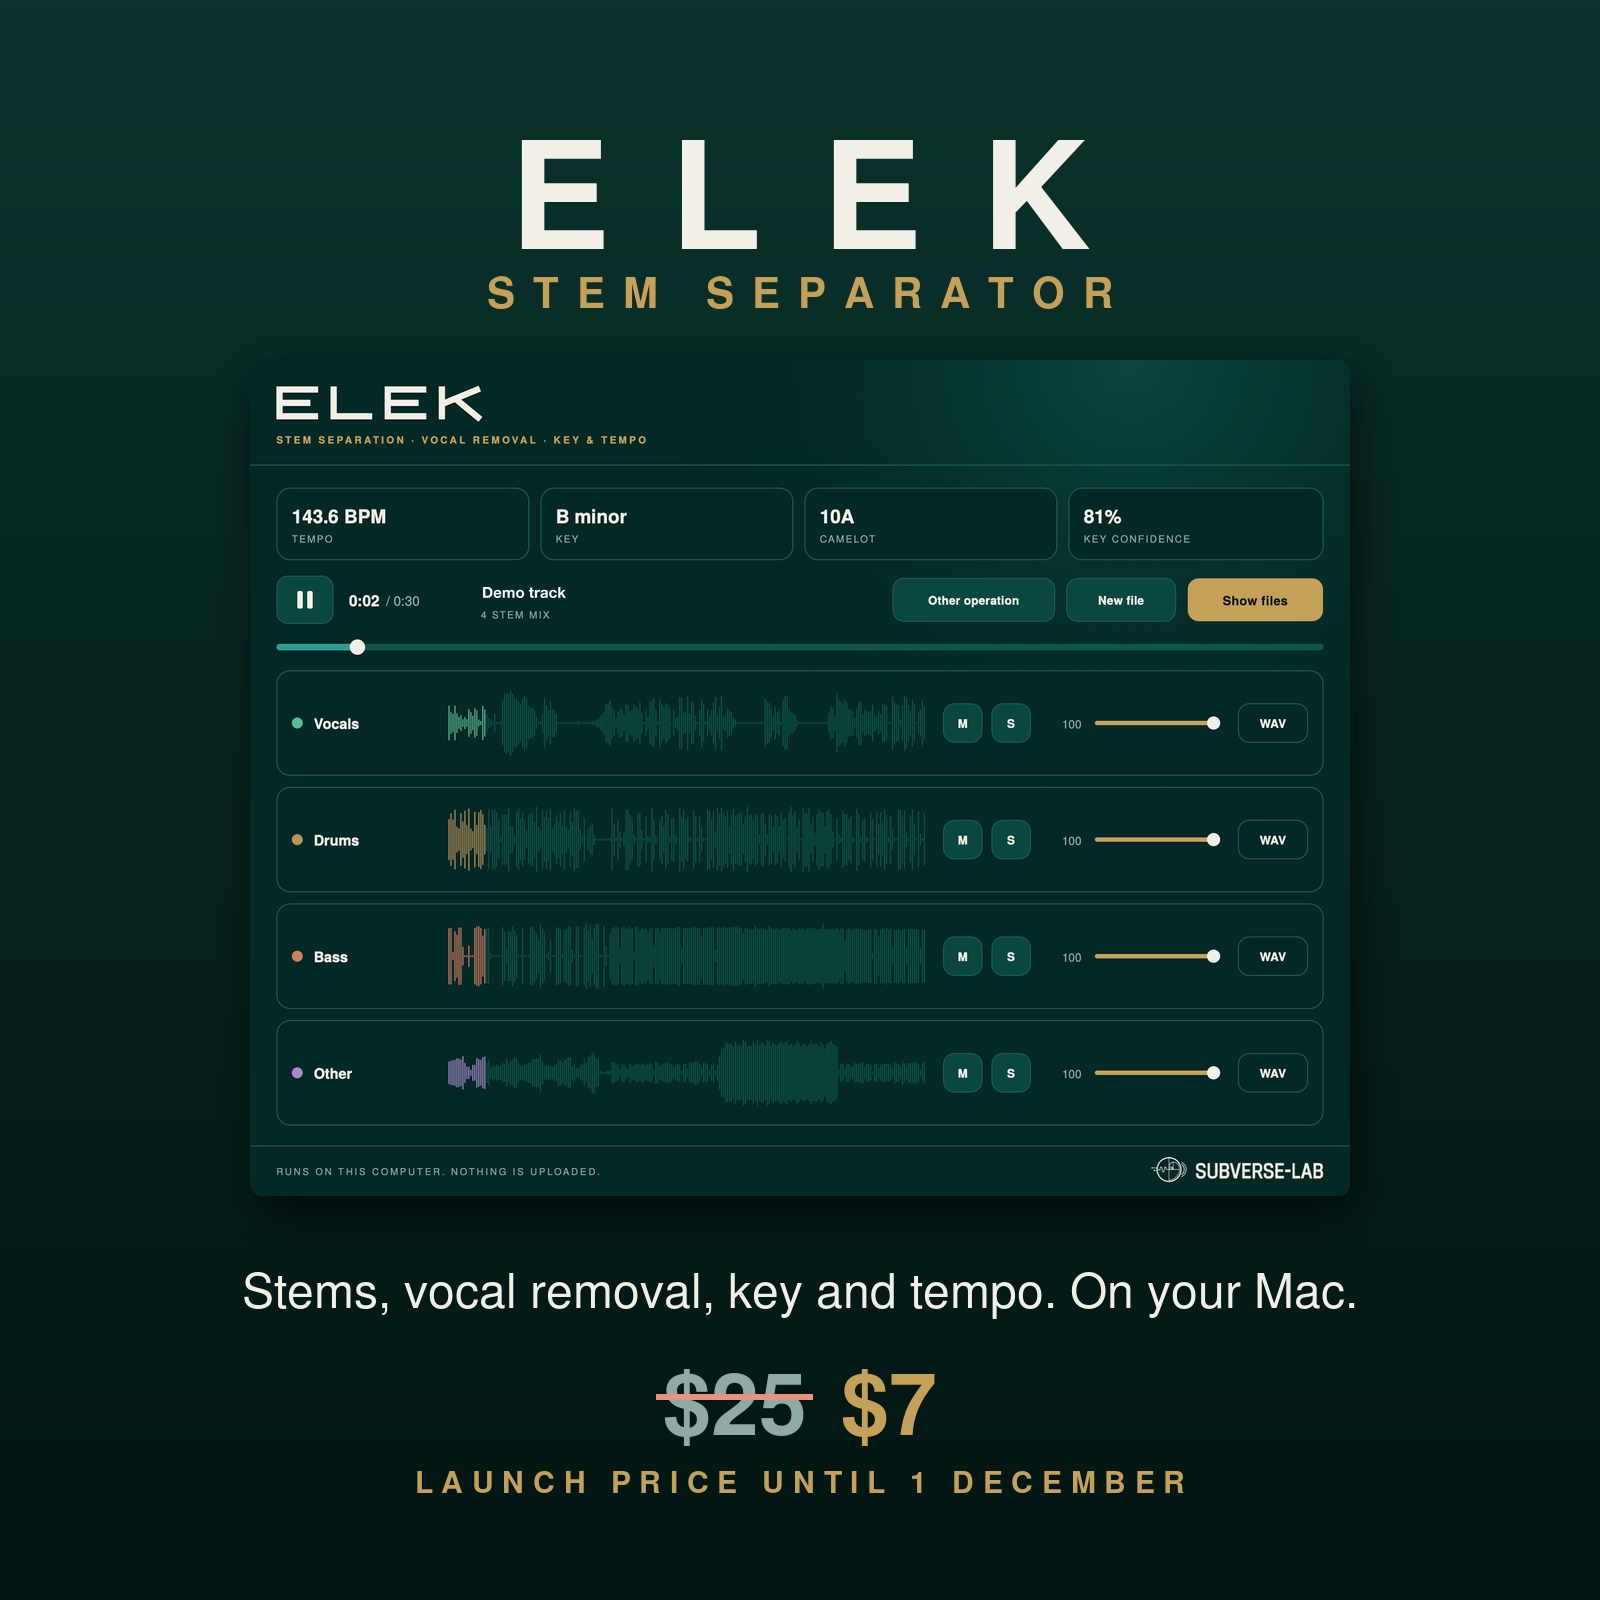 ELEK
STEM SEPARATOR
ELEK
STEM SEPARATION · VOCAL REMOVAL · KEY & TEMPO
143.6 BPM
TEMPO
B minor
KEY
10A
CAMELOT
81%
KEY CONFIDENCE
0:02 / 0:30
Demo track
4 STEM MIX
Other operation
New file
Show files
Vocals
M S 100 WAV
Drums
M S 100 WAV
Bass
M S 100 WAV
Other
M S 100 WAV
RUNS ON THIS COMPUTER. NOTHING IS UPLOADED.
SUBVERSE-LAB
Stems, vocal removal, key and tempo. On your Mac.
$25 $7
LAUNCH PRICE UNTIL 1 DECEMBER